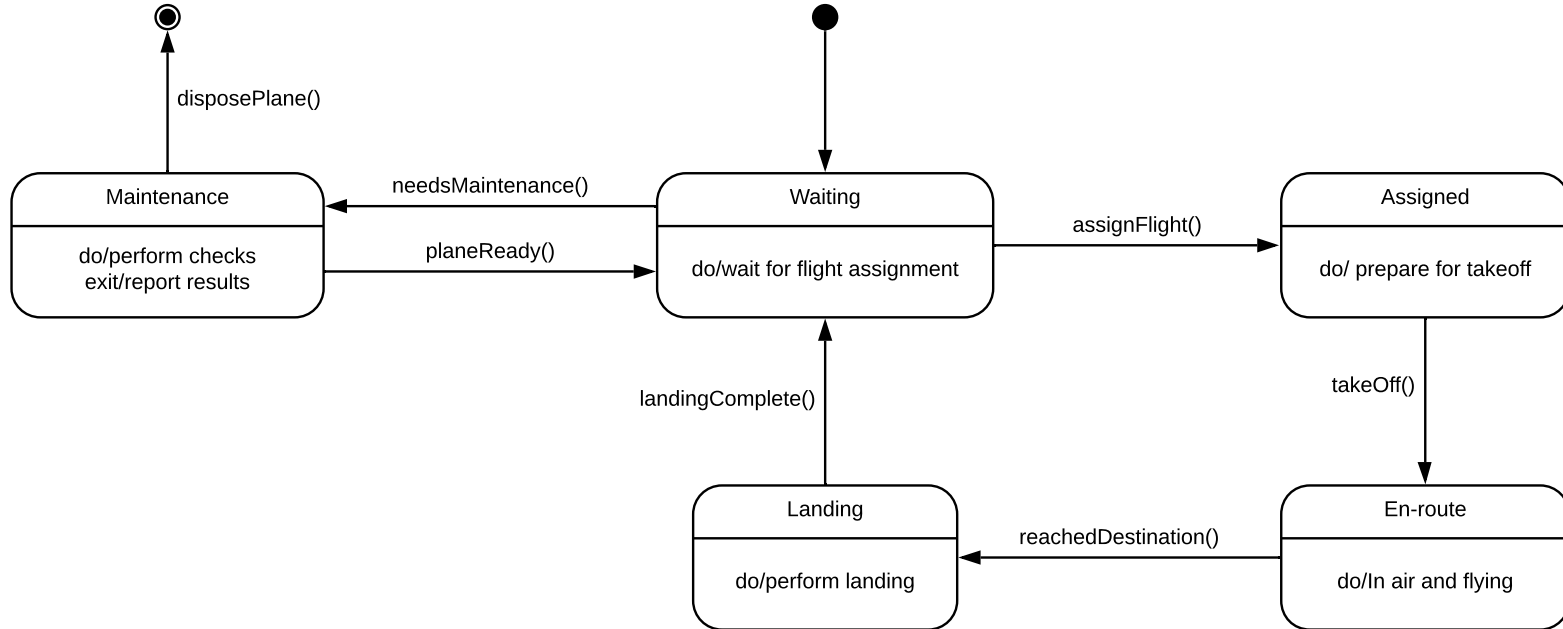 disposePlane()
Maintenance
do/perform checks
exit/report results
needsMaintenance()
planeReady()
Waiting
do/wait for flight assignment
assignFlight()
Assigned
do/ prepare for takeoff
landingComplete()
takeOff()
Landing
do/perform landing
reachedDestination()
En-route
do/In air and flying